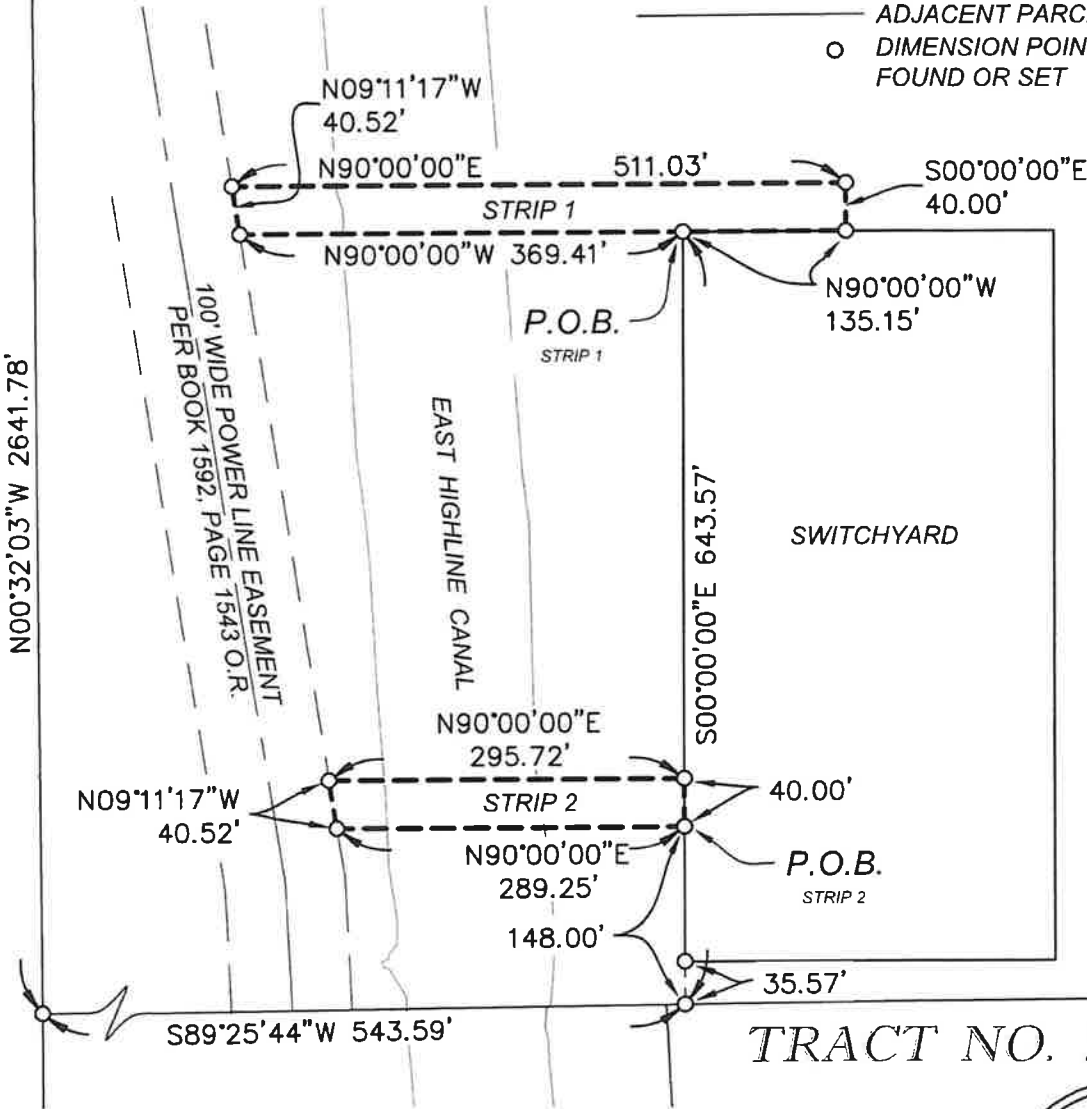 ADJACENT PARC
DIMENSION POIN
FOUND OR SET
N09°11'17"W
40.52'
N90°00'00"E 511.03'
S00°00'00"E
40.00'
STRIP 1
N90°00'00"W 369.41'
N90°00'00"W
135.15'
P.O.B.
STRIP 1
100' WIDE POWER LINE EASEMENT
PER BOOK 1592, PAGE 1543 O.R.
N00°32'03"W 2641.78'
EAST HIGHLINE CANAL
S00°00'00"E 643.57'
SWITCHYARD
N90°00'00"E
295.72'
N09°11'17"W
40.52'
STRIP 2
40.00'
N90°00'00"E
289.25'
P.O.B.
STRIP 2
148.00'
35.57'
S89°25'44"W 543.59'
TRACT NO.